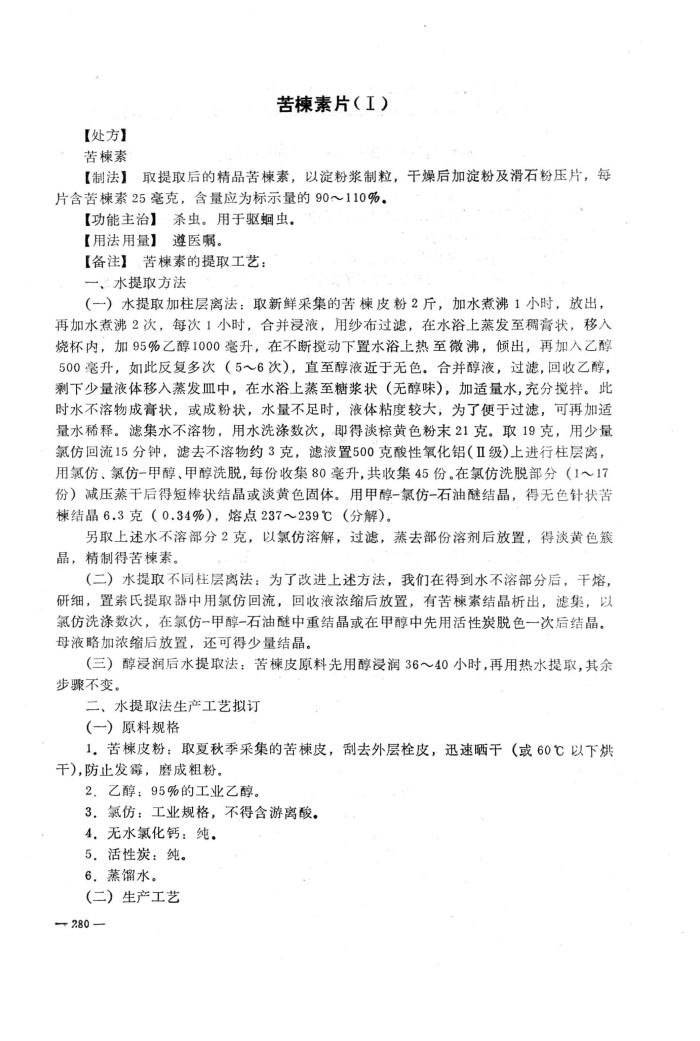 苦楝素片(Ⅰ)
【处方】
苦楝素
【制法】 取提取后的精品苦楝素，以淀粉浆制粒，干燥后加淀粉及滑石粉压片，每
片含苦楝素 25 毫克，含量应为标示量的 90～110%。
【功能主治】 杀虫。用于驱蛔虫。
【用法用量】 遵医嘱。
【备注】 苦楝素的提取工艺：
一、水提取方法
(一) 水提取加柱层离法：取新鲜采集的苦楝皮粉 2 斤，加水煮沸 1 小时，放出，
再加水煮沸 2 次，每次 1 小时，合并浸液，用纱布过滤，在水浴上蒸发至稠膏状，移入
烧杯内，加 95%乙醇1000 毫升，在不断搅动下置水浴上热至微沸，倾出，再加入乙醇
500 毫升，如此反复多次（5～6 次），直至醇液近于无色。合并醇液，过滤,回收乙醇，
剩下少量液体移入蒸发皿中，在水浴上蒸至糖浆状（无醇味)，加适量水,充分搅拌。此
时水不溶物成膏状，或成粉状，水量不足时，液体粘度较大，为了便于过滤，可再加适
量水稀释。滤集水不溶物，用水洗涤数次，即得淡棕黄色粉末 21 克。取 19 克，用少量
氯仿回流15 分钟，滤去不溶物约 3 克，滤液置500 克酸性氧化铝(Ⅱ级)上进行柱层离，
用氯仿、氯仿-甲醇、甲醇洗脱,每份收集 80 毫升,共收集 45 份。在氯仿洗脱部分（1～17
份）减压蒸干后得短棒状结晶或淡黄色固体。用甲醇-氯仿-石油醚结晶，得无色针状苦
楝结晶 6.3 克（0.34%)，熔点 237～239℃（分解)。
另取上述水不溶部分 2 克，以氯仿溶解，过滤，蒸去部份溶剂后放置，得淡黄色簇
晶，精制得苦楝素。
(二) 水提取不同柱层离法：为了改进上述方法，我们在得到水不溶部分后，干熔，
研细，置素氏提取器中用氯仿回流，回收液浓缩后放置，有苦楝素结晶析出，滤集，以
氯仿洗涤数次，在氯仿-甲醇-石油醚中重结晶或在甲醇中先用活性炭脱色一次后结晶。
母液略加浓缩后放置，还可得少量结晶。
(三) 醇浸润后水提取法：苦楝皮原料先用醇浸润 36～40 小时,再用热水提取,其余
步骤不变。
二、水提取法生产工艺拟订
(一) 原料规格
1．苦楝皮粉：取夏秋季采集的苦楝皮，刮去外层栓皮，迅速晒干（或 60℃ 以下烘
干),防止发霉，磨成粗粉。
2．乙醇：95%的工业乙醇。
3．氯仿：工业规格，不得含游离酸。
4．无水氯化钙：纯。
5．活性炭：纯。
6．蒸馏水。
(二) 生产工艺
— 280 —